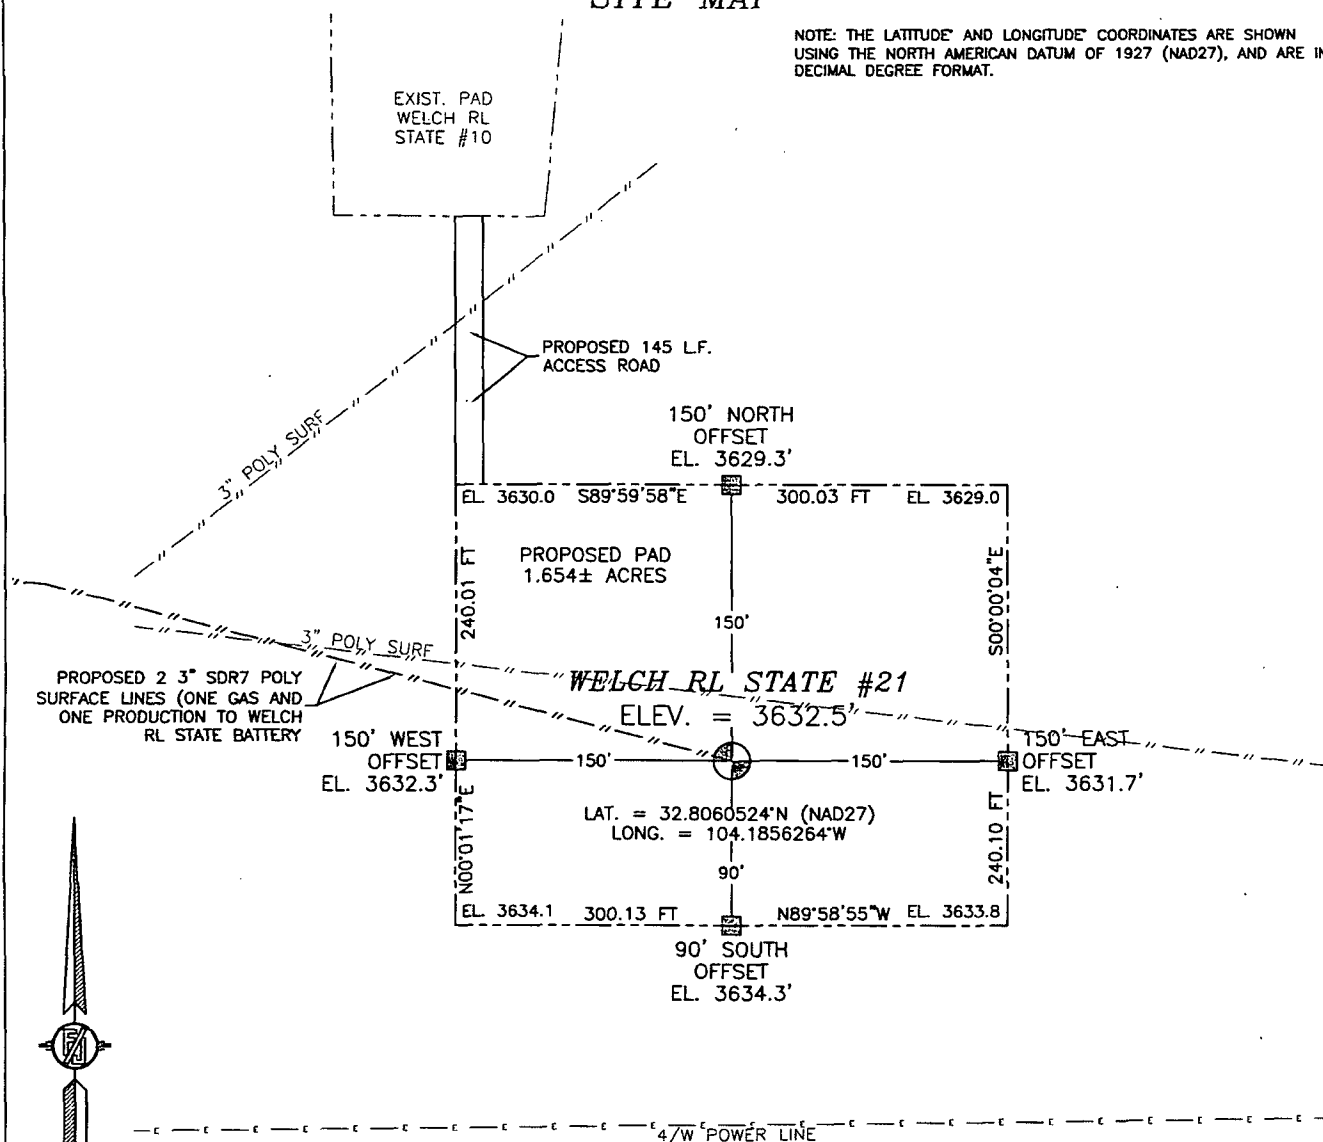 SITE MAP
NOTE: THE LATITUDE AND LONGITUDE COORDINATES ARE SHOWN
USING THE NORTH AMERICAN DATUM OF 1927 (NAD27), AND ARE IN
DECIMAL DEGREE FORMAT.
EXIST. PAD
WELCH RL
STATE #10
PROPOSED 145 L.F.
ACCESS ROAD
3" POLY SURF
150' NORTH
OFFSET
EL. 3629.3'
EL. 3630.0
S89°59'58"E
300.03 FT
EL. 3629.0
PROPOSED PAD
1.654± ACRES
240.01 FT
S00°00'04"E
150'
3" POLY SURF
PROPOSED 2 3" SDR7 POLY
SURFACE LINES (ONE GAS AND
ONE PRODUCTION TO WELCH
RL STATE BATTERY
WELCH RL STATE #21
ELEV. = 3632.5'
150' WEST
OFFSET
EL. 3632.3'
150'
150'
150' EAST
OFFSET
EL. 3631.7'
N00°01'17"E
LAT. = 32.8060524°N (NAD27)
LONG. = 104.1856264°W
240.10 FT
90'
EL. 3634.1
300.13 FT
N89°58'55"W
EL. 3633.8
90' SOUTH
OFFSET
EL. 3634.3'
4/W POWER LINE